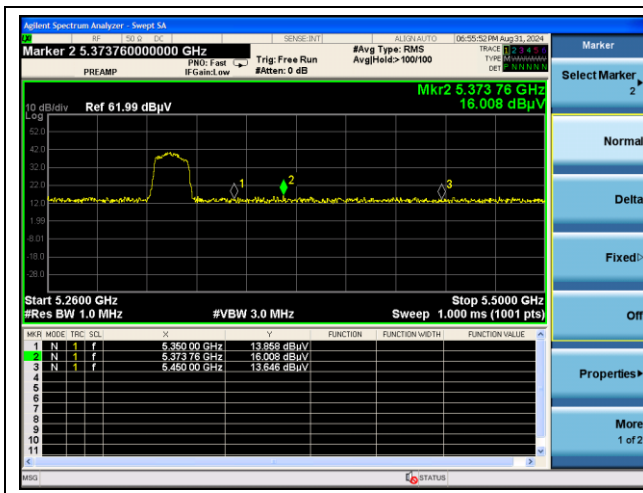 Agilent Spectrum Analyzer - Swept SA
RF 50 Ω DC SENSE:INT ALIGN AUTO 06:55:52 PM Aug 31, 2024
Marker 2 5.373760000000 GHz
PNO: Fast
IFGain:Low
Trig: Free Run
#Atten: 0 dB
#Avg Type: RMS
Avg|Hold:>100/100
TRACE 1 2 3 4 5 6
TYPE M
DET P N N N N N
PREAMP
Mkr2 5.373 76 GHz
16.008 dBµV
10 dB/div Ref 61.99 dBµV
Log
52.0
42.0
32.0
22.0
12.0
1.99
-8.01
-18.0
-28.0
1
2
3
Start 5.2600 GHz Stop 5.5000 GHz
#Res BW 1.0 MHz #VBW 3.0 MHz Sweep 1.000 ms (1001 pts)
MKR MODE TRC SCL X Y FUNCTION FUNCTION WIDTH FUNCTION VALUE
1 N 1 f 5.350 00 GHz 13.858 dBµV
2 N 1 f 5.373 76 GHz 16.008 dBµV
3 N 1 f 5.450 00 GHz 13.646 dBµV
4
5
6
7
8
9
10
11
MSG STATUS
Marker
Select Marker
2
Normal
Delta
Fixed
Off
Properties
More
1 of 2